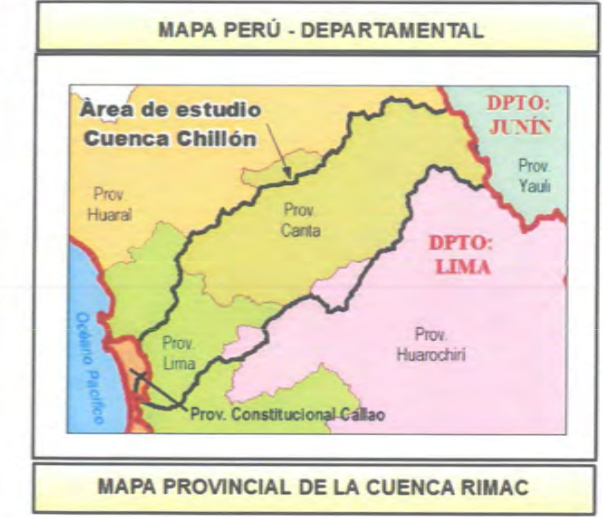 MAPA PERÚ - DEPARTAMENTAL
Àrea de estudio
Cuenca Chillón
DPTO:
JUNÍN
Prov.
Yauli
Prov.
Huaral
Prov.
Canta
DPTO:
LIMA
Océano Pacífico
Prov.
Lima
Prov.
Huarochirí
Prov. Constitucional Callao
MAPA PROVINCIAL DE LA CUENCA RIMAC